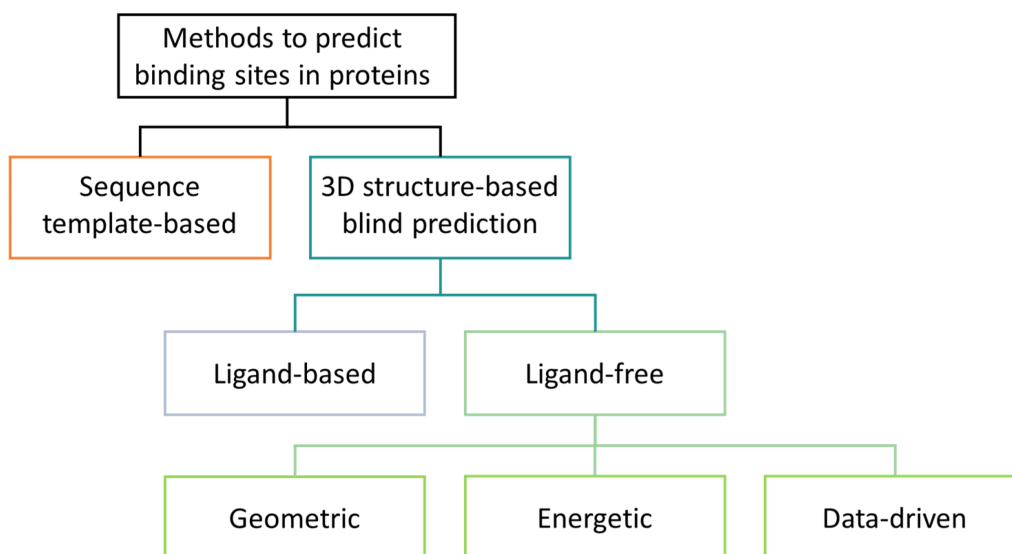 Methods to predict
binding sites in proteins
Sequence
template-based
3D structure-based
blind prediction
Ligand-based
Ligand-free
Geometric
Energetic
Data-driven